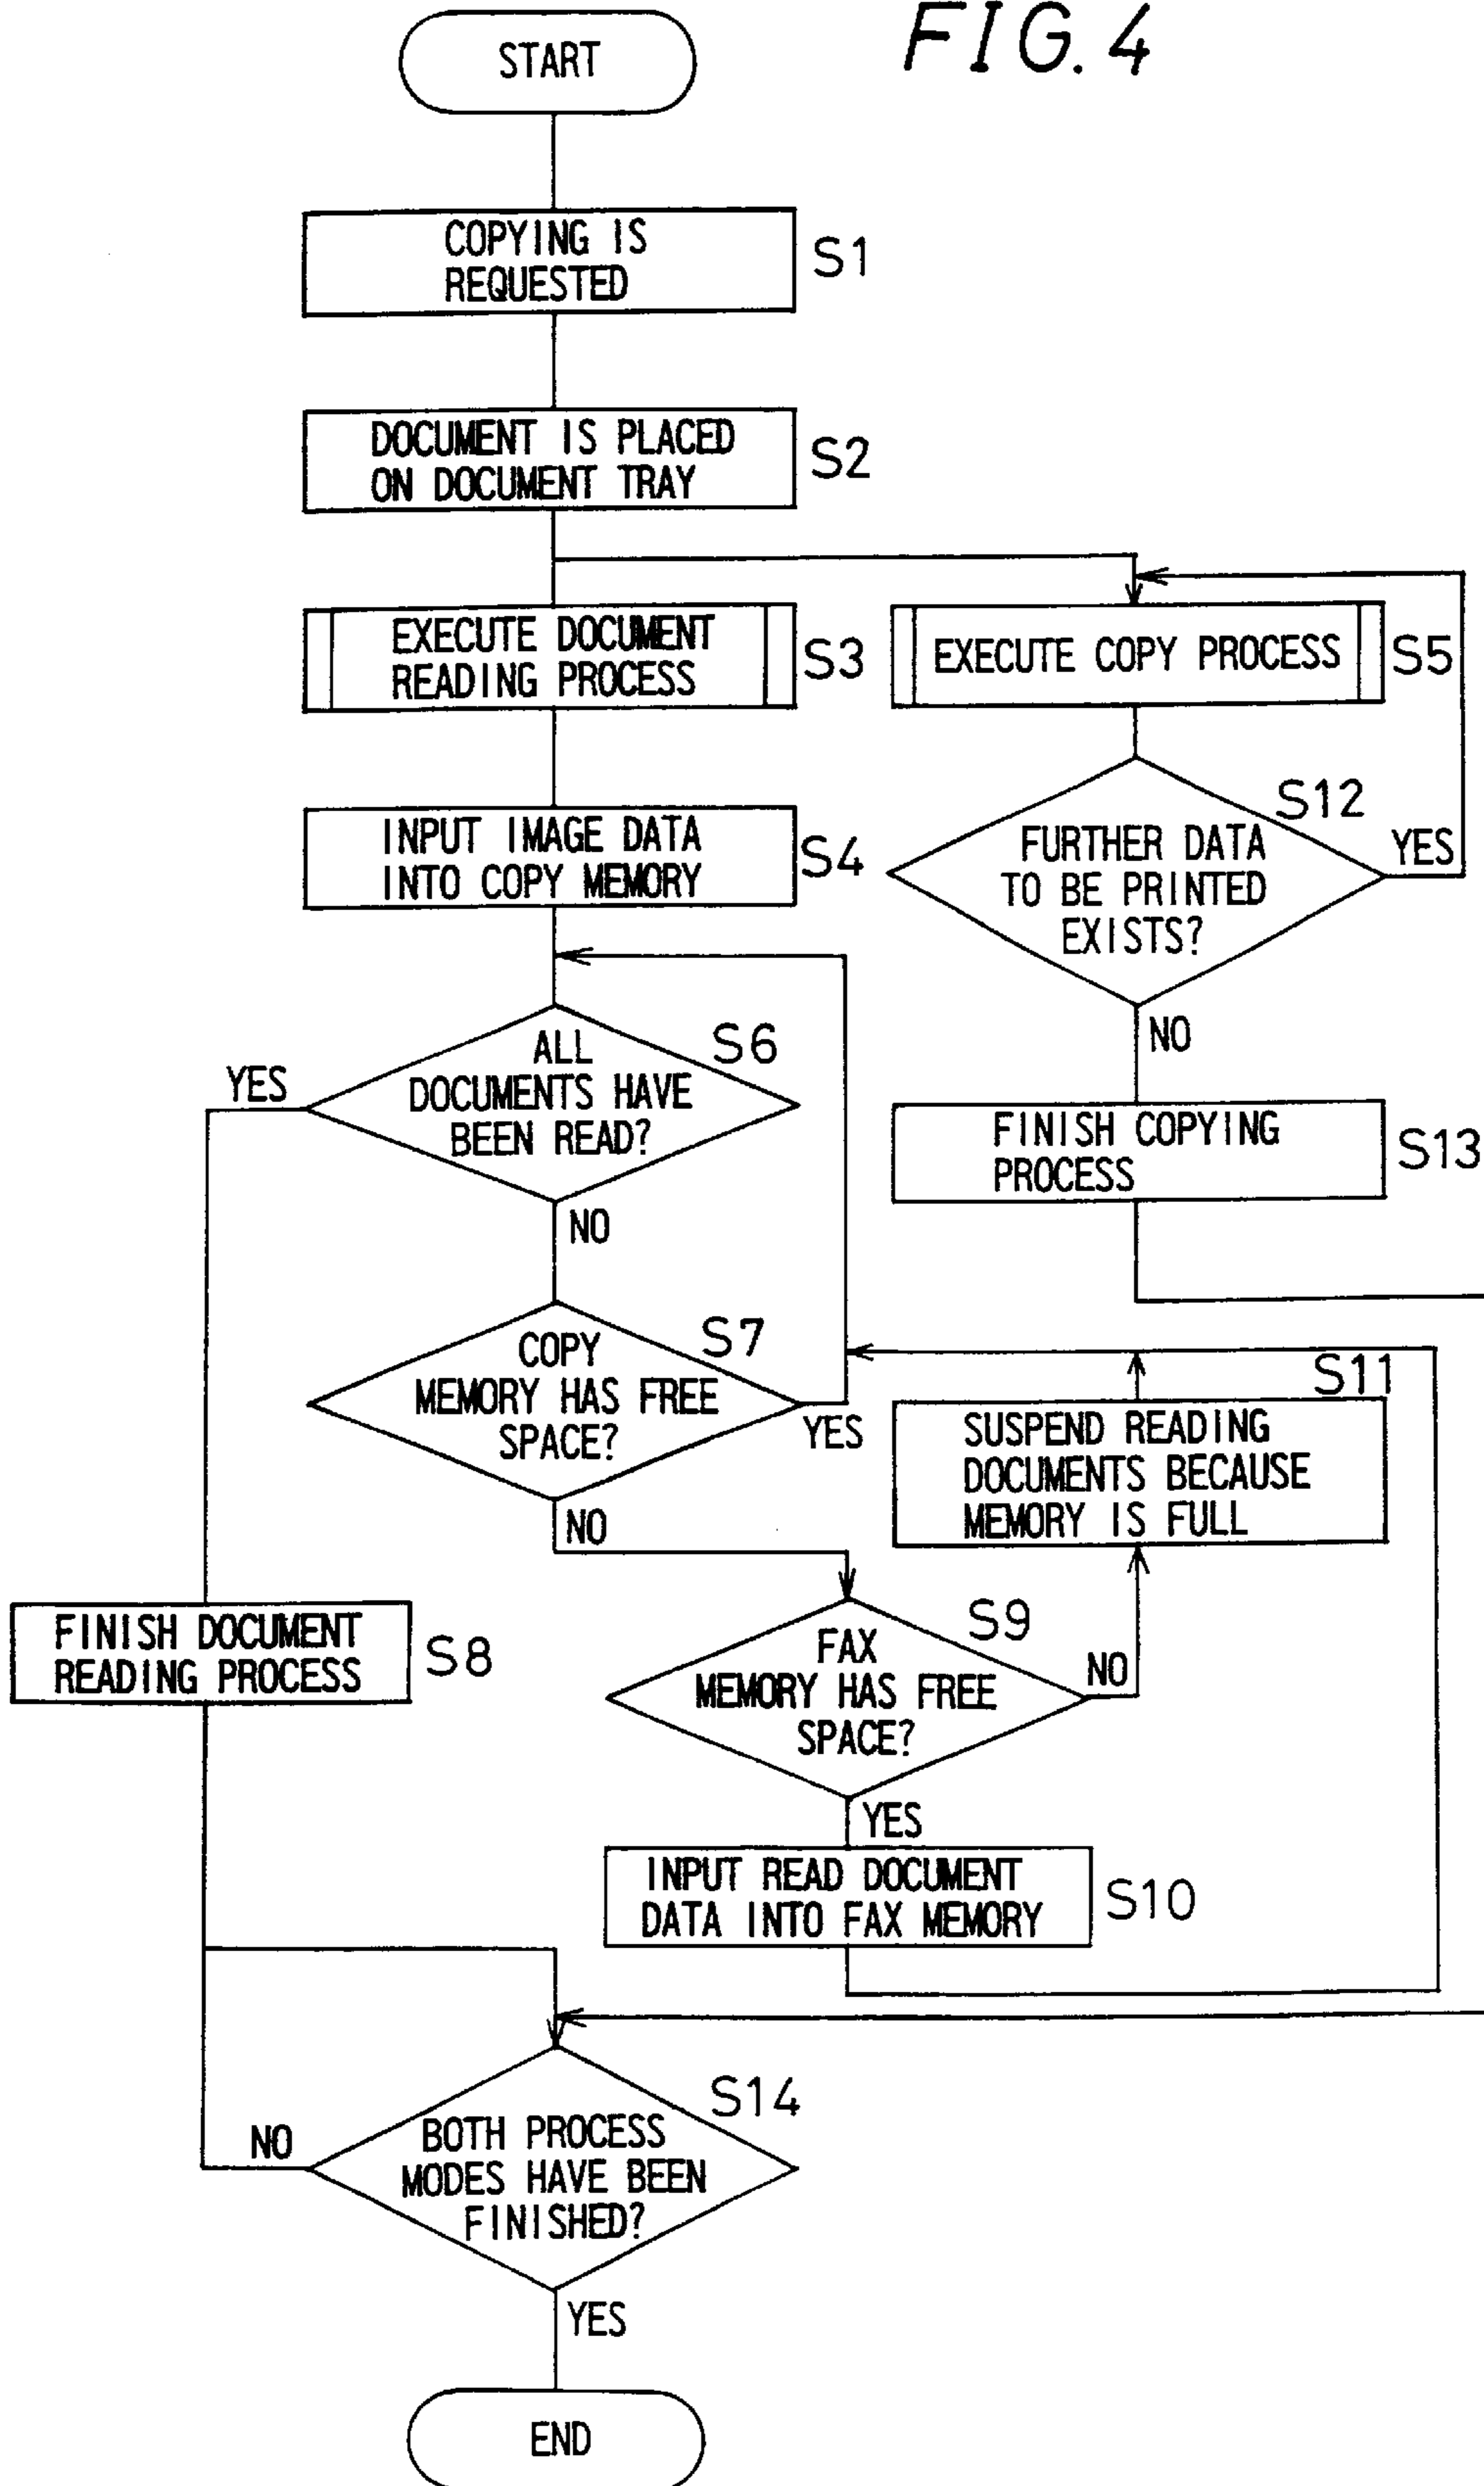 FIG. 4
START
COPYING IS
REQUESTED
S1
DOCUMENT IS PLACED
ON DOCUMENT TRAY
S2
EXECUTE DOCUMENT
READING PROCESS
S3
EXECUTE COPY PROCESS
S5
INPUT IMAGE DATA
INTO COPY MEMORY
S4
S12
FURTHER DATA
TO BE PRINTED
EXISTS?
YES
NO
S6
ALL
DOCUMENTS HAVE
BEEN READ?
YES
NO
FINISH COPYING
PROCESS
S13
S7
COPY
MEMORY HAS FREE
SPACE?
YES
NO
S11
SUSPEND READING
DOCUMENTS BECAUSE
MEMORY IS FULL
FINISH DOCUMENT
READING PROCESS
S8
S9
FAX
MEMORY HAS FREE
SPACE?
NO
YES
INPUT READ DOCUMENT
DATA INTO FAX MEMORY
S10
S14
BOTH PROCESS
MODES HAVE BEEN
FINISHED?
NO
YES
END